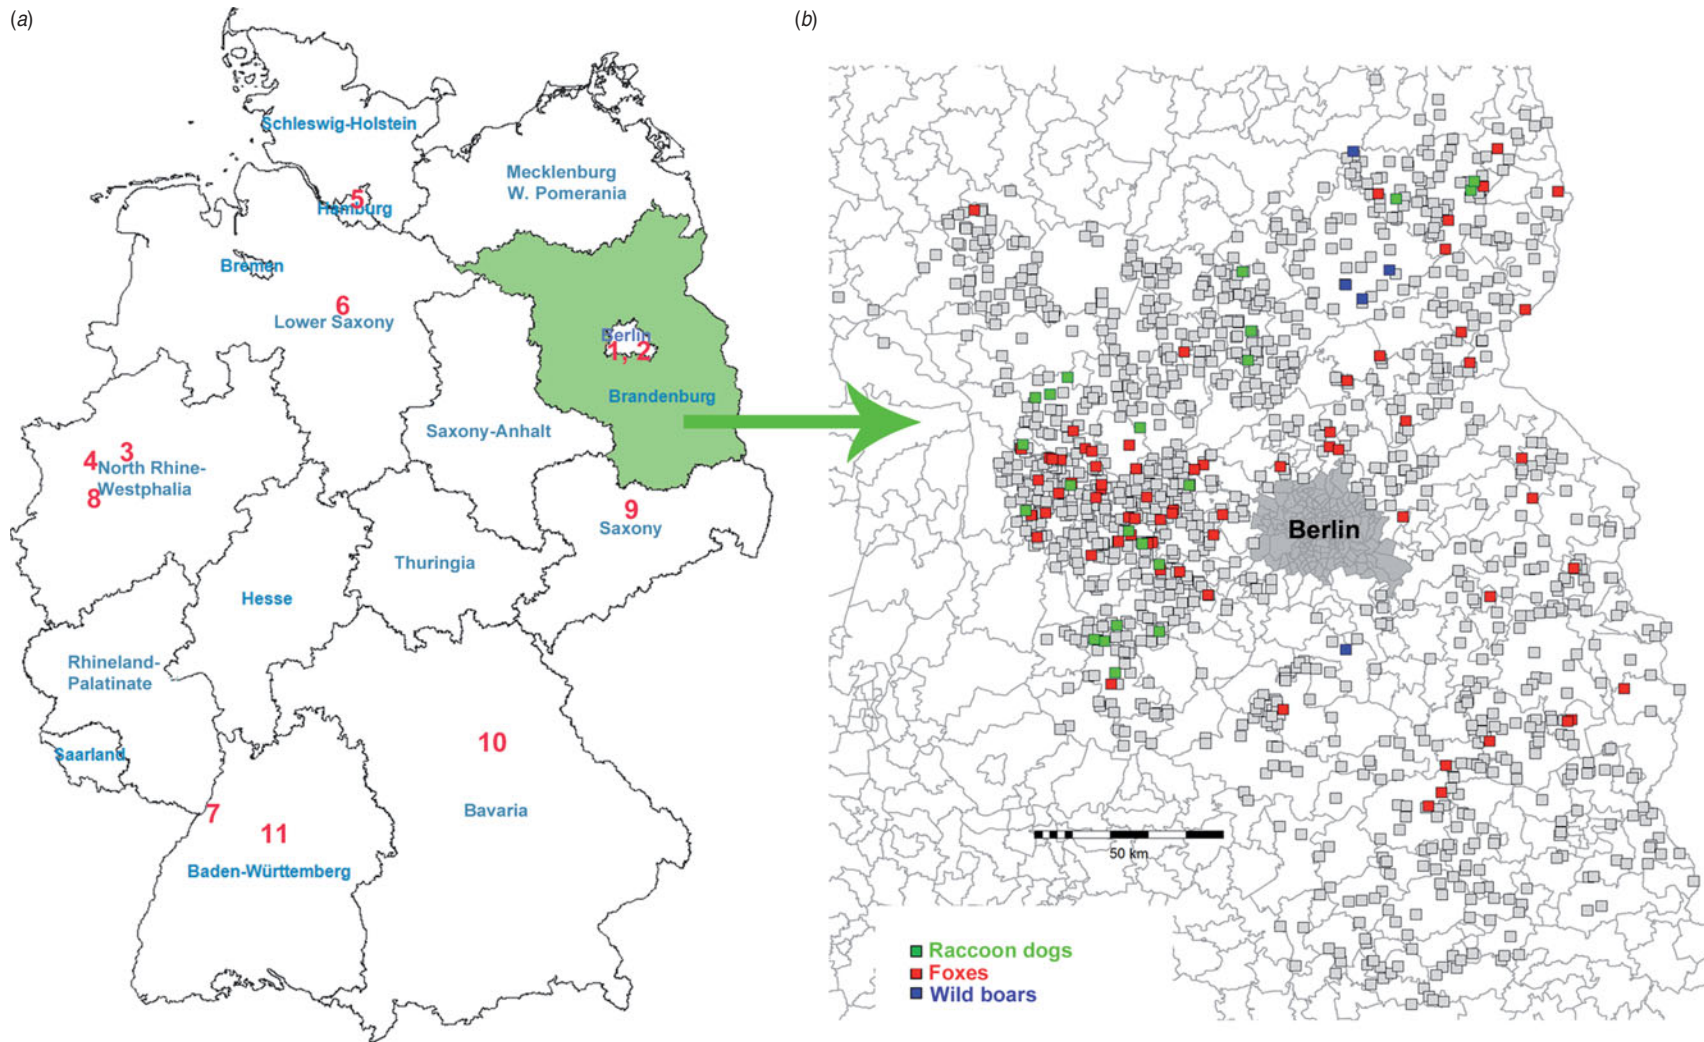 (a)
Schleswig-Holstein
Mecklenburg
W. Pomerania
5
Hamburg
Bremen
6
Lower Saxony
Berlin
1, 2
Brandenburg
Saxony-Anhalt
3
4
North Rhine-
Westphalia
8
9
Saxony
Thuringia
Hesse
Rhineland-
Palatinate
Saarland
10
7
11
Bavaria
Baden-Württemberg
(b)
Berlin
50 km
Raccoon dogs
Foxes
Wild boars